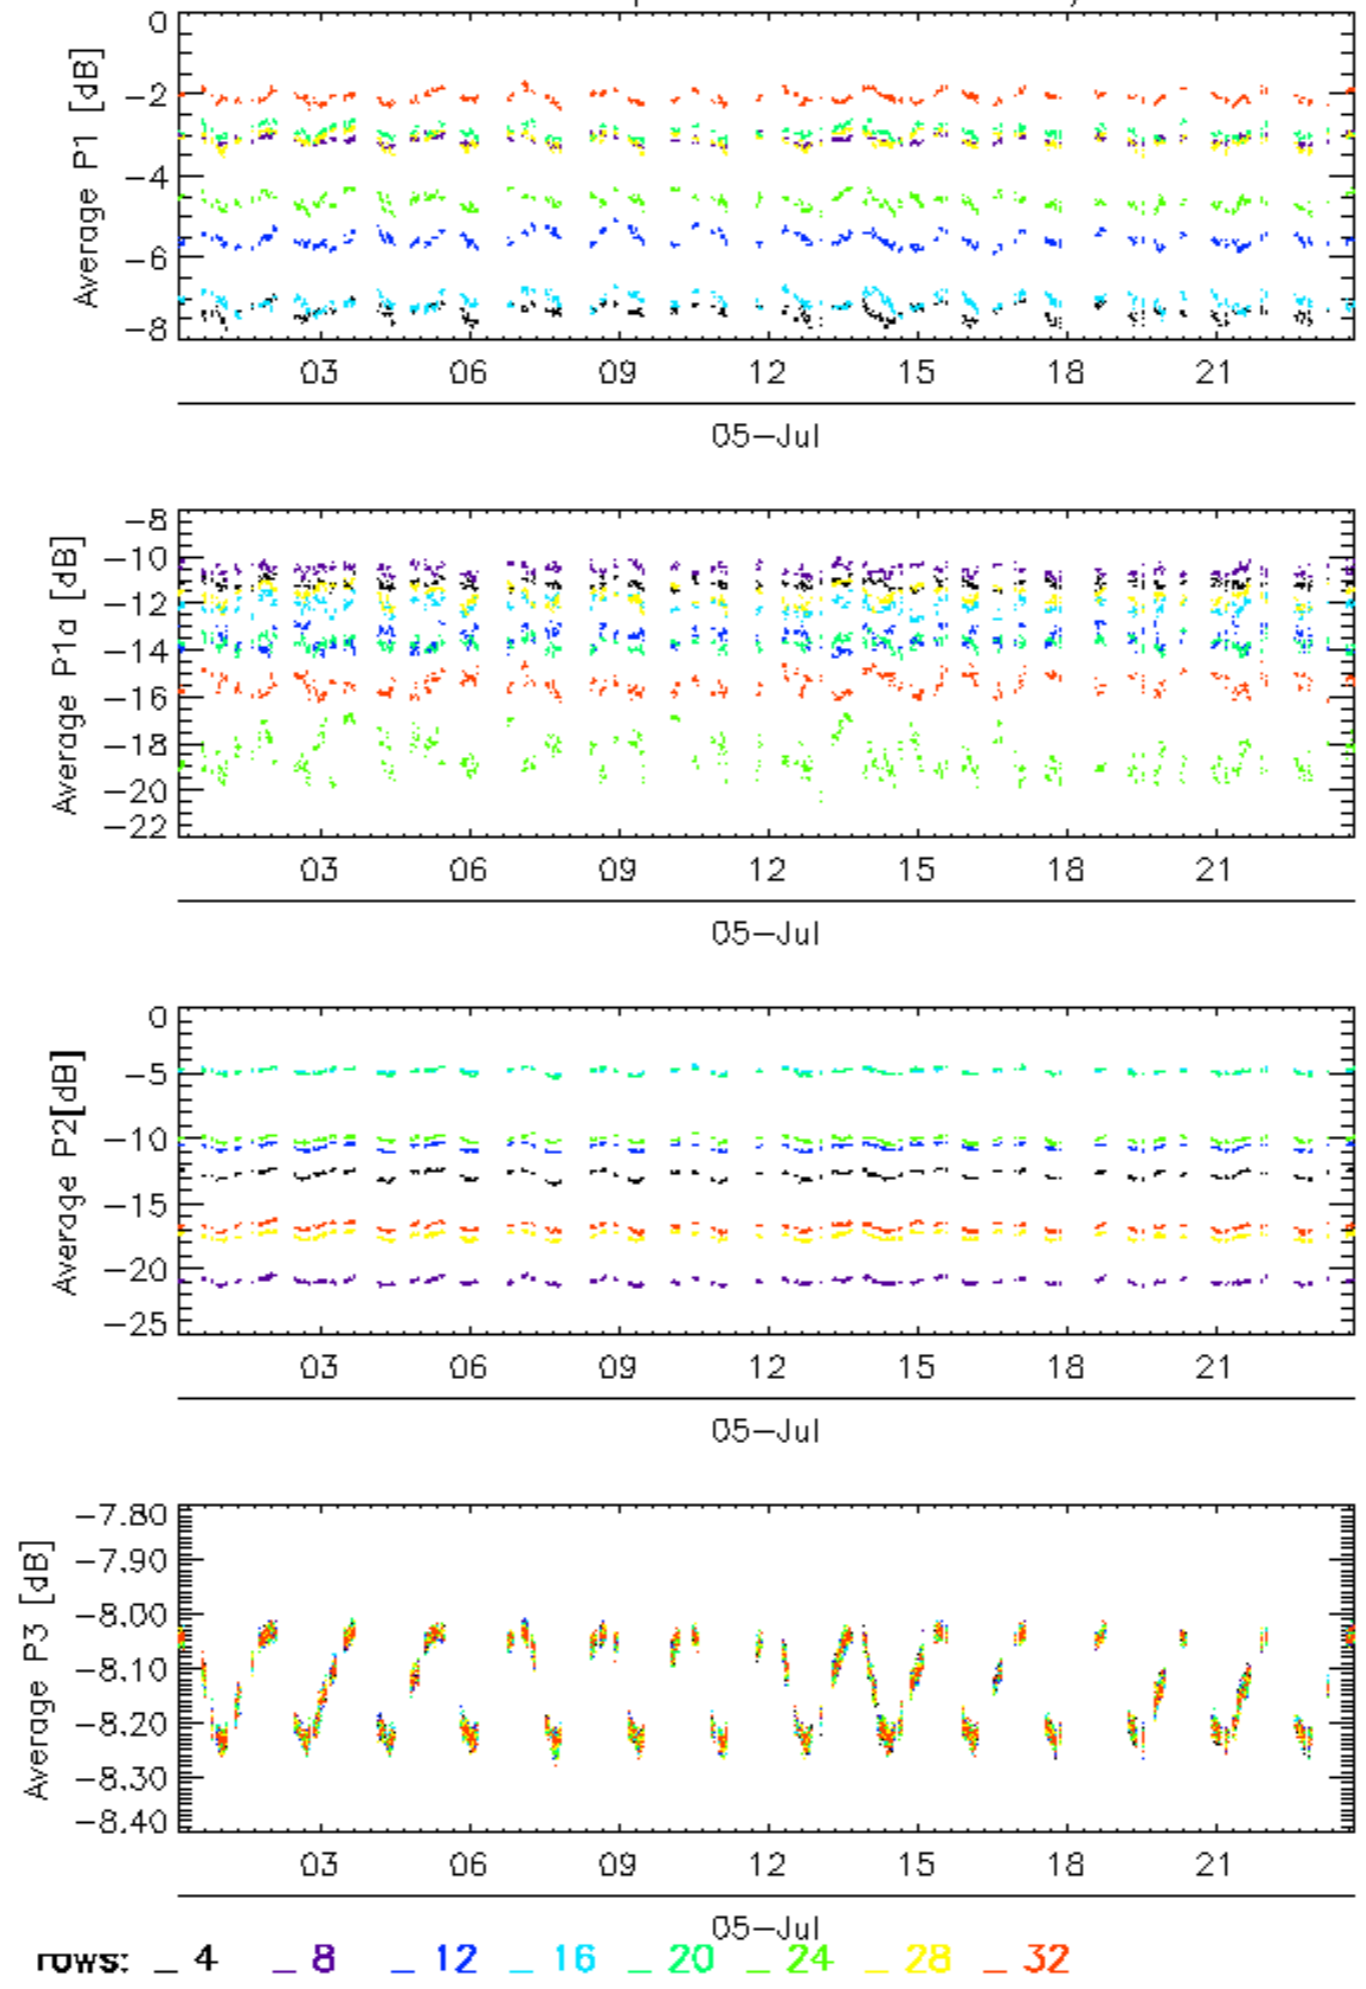 0
−2
−4
−6
−8
Average P1 [dB]
03 06 09 12 15 18 21
05−Jul
−8
−10
−12
−14
−16
−18
−20
−22
Average P1a [dB]
03 06 09 12 15 18 21
05−Jul
0
−5
−10
−15
−20
−25
Average P2[dB]
03 06 09 12 15 18 21
05−Jul
−7.80
−7.90
−8.00
−8.10
−8.20
−8.30
−8.40
Average P3 [dB]
03 06 09 12 15 18 21
05−Jul
rows: _ 4 _ 8 _ 12 _ 16 _ 20 _ 24 _ 28 _ 32